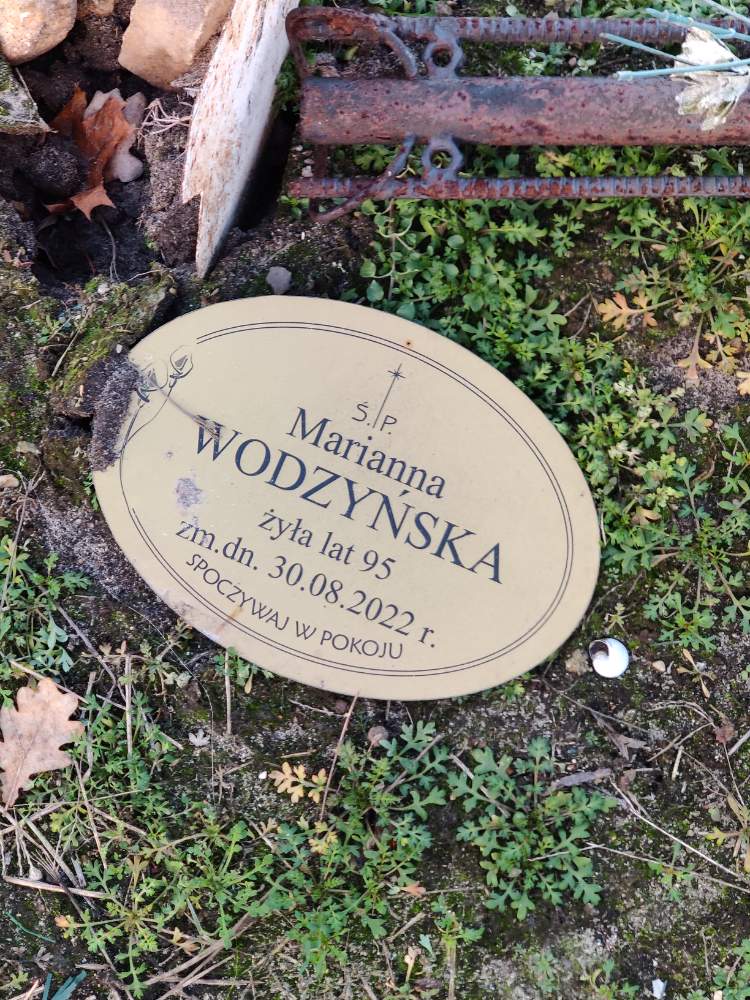 Ś.P.
Marianna
WODZYŃSKA
żyła lat 95
zm.dn. 30.08.2022 r.
SPOCZYWAJ W POKOJU